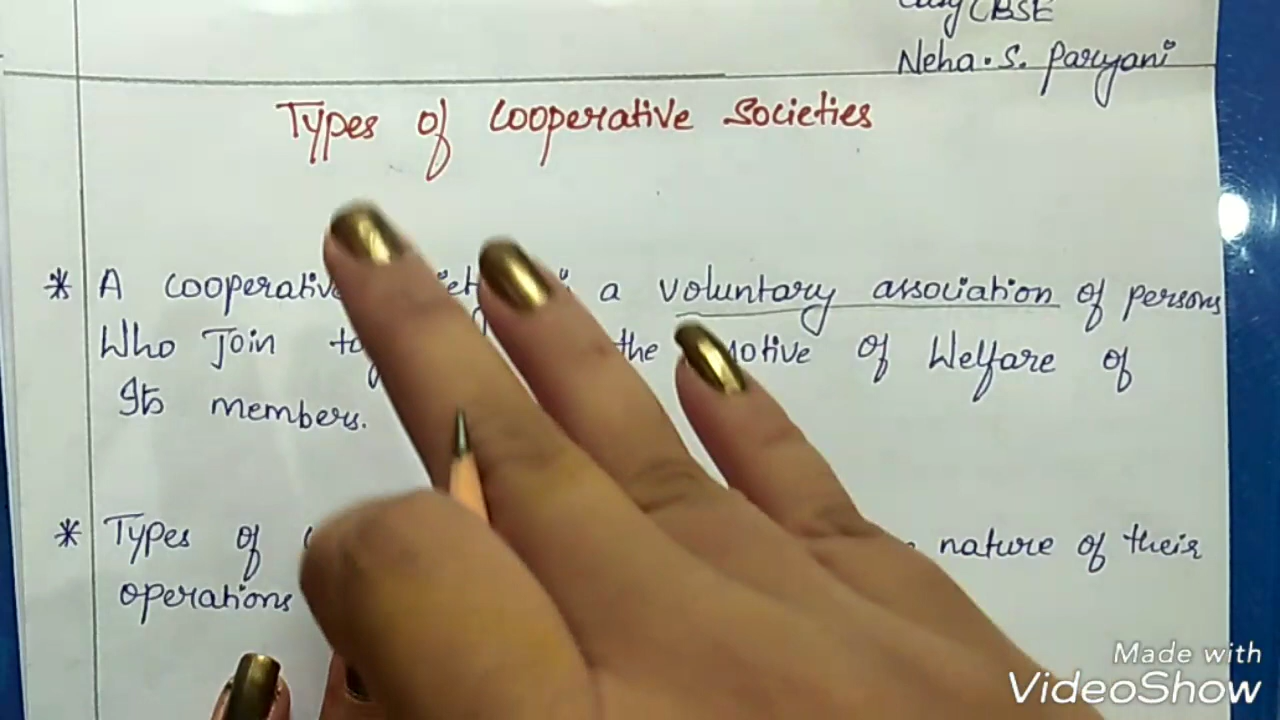 CBSE
Neha. S. Paryani
Types of Cooperative Societies
* A cooperative is a voluntary association of persons
Who Join the motive of Welfare of
Its members.
* Types of nature of their
operations
Made with
VideoShow